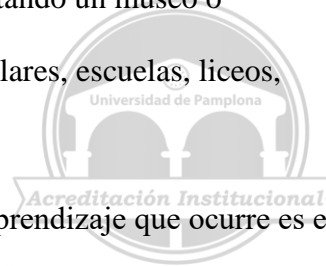 tando un museo o
lares, escuelas, liceos,
Universidad de Pamplona
Acreditación Institucional
prendizaje que ocurre es e